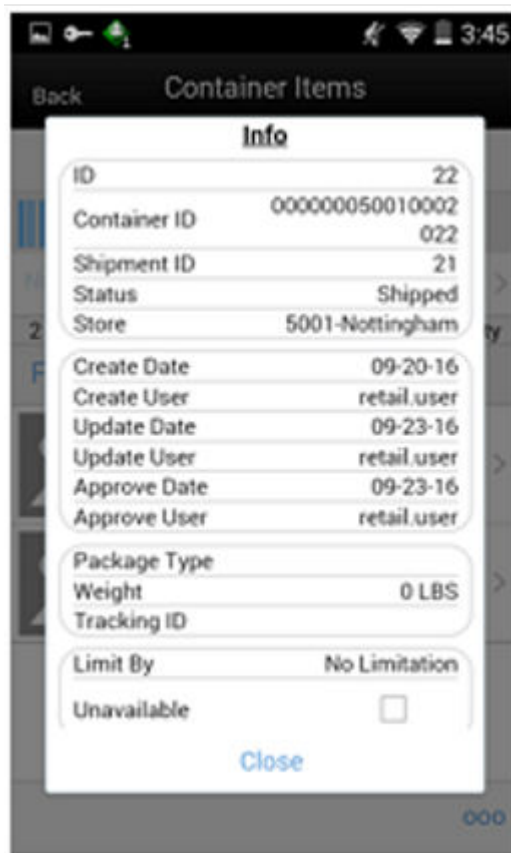 3:45
Back Container Items
Info
ID 22
Container ID 000000050010002
022
Shipment ID 21
Status Shipped
Store 5001-Nottingham
Create Date 09-20-16
Create User retail.user
Update Date 09-23-16
Update User retail.user
Approve Date 09-23-16
Approve User retail.user
Package Type
Weight 0 LBS
Tracking ID
Limit By No Limitation
Unavailable
Close